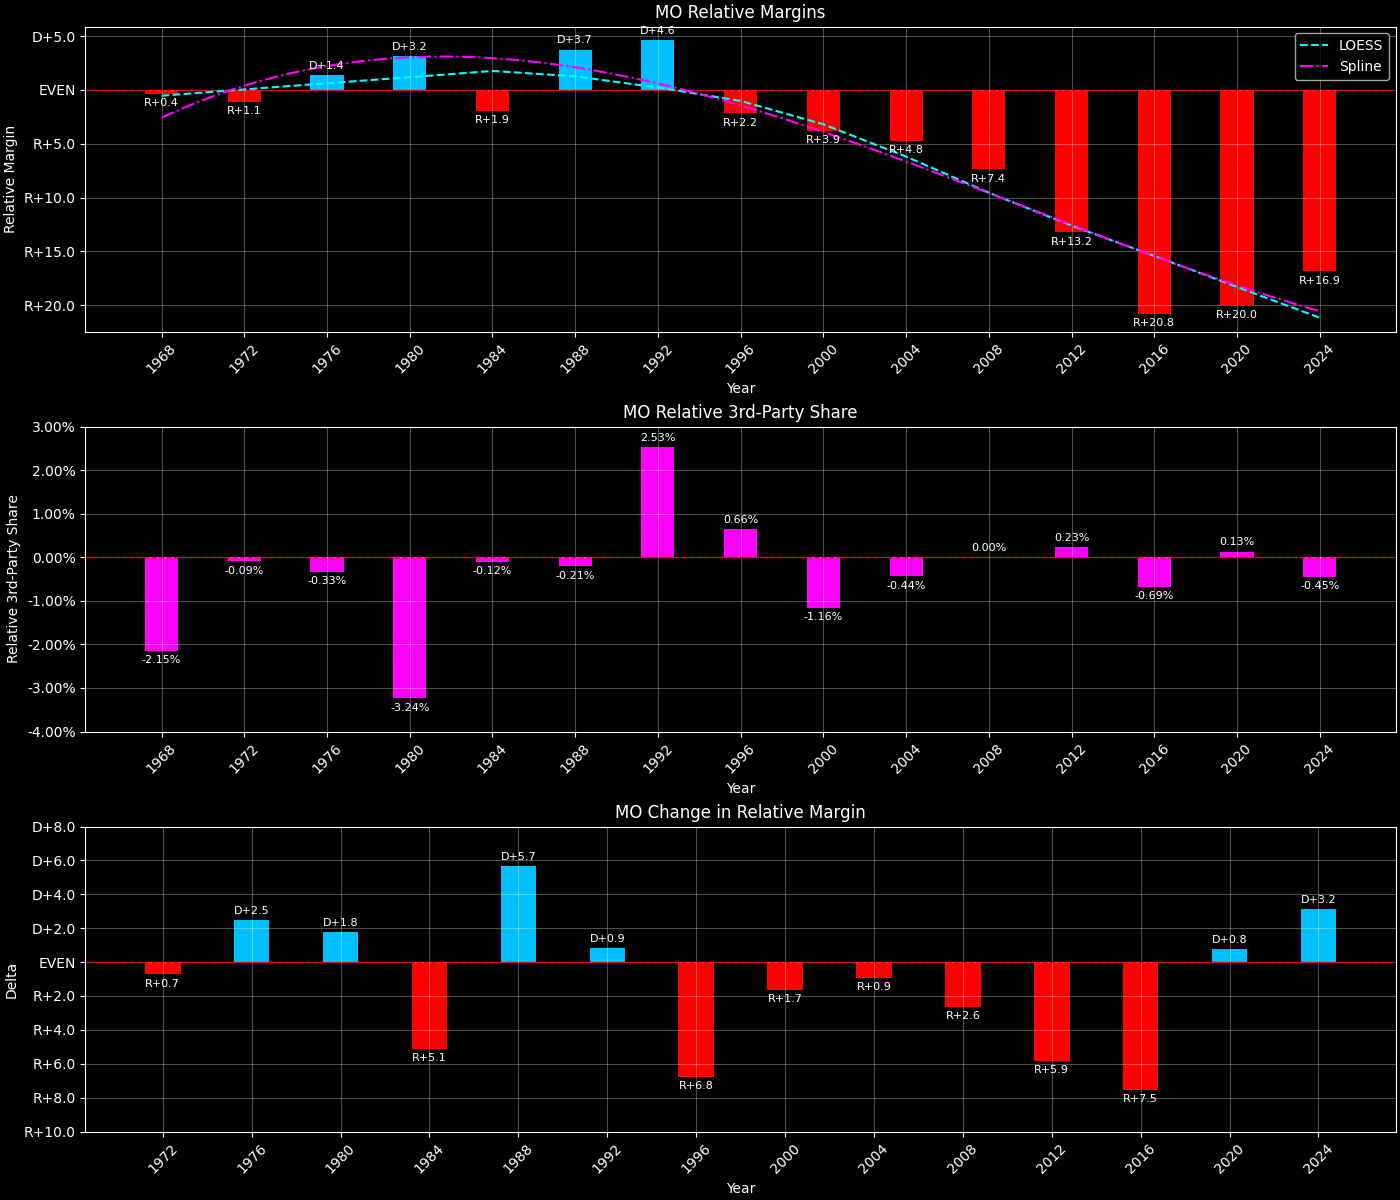 MO Relative Margins
Relative Margin
D+5.0
EVEN
R+5.0
R+10.0
R+15.0
R+20.0
R+0.4
R+1.1
D+1.4
D+3.2
R+1.9
D+3.7
D+4.6
R+2.2
R+3.9
R+4.8
R+7.4
R+13.2
R+20.8
R+20.0
R+16.9
LOESS
Spline
1968
1972
1976
1980
1984
1988
1992
1996
2000
2004
2008
2012
2016
2020
2024
Year
MO Relative 3rd-Party Share
Relative 3rd-Party Share
3.00%
2.00%
1.00%
0.00%
-1.00%
-2.00%
-3.00%
-4.00%
-2.15%
-0.09%
-0.33%
-3.24%
-0.12%
-0.21%
2.53%
0.66%
-1.16%
-0.44%
0.00%
0.23%
-0.69%
0.13%
-0.45%
1968
1972
1976
1980
1984
1988
1992
1996
2000
2004
2008
2012
2016
2020
2024
Year
MO Change in Relative Margin
Delta
D+8.0
D+6.0
D+4.0
D+2.0
EVEN
R+2.0
R+4.0
R+6.0
R+8.0
R+10.0
R+0.7
D+2.5
D+1.8
R+5.1
D+5.7
D+0.9
R+6.8
R+1.7
R+0.9
R+2.6
R+5.9
R+7.5
D+0.8
D+3.2
1972
1976
1980
1984
1988
1992
1996
2000
2004
2008
2012
2016
2020
2024
Year